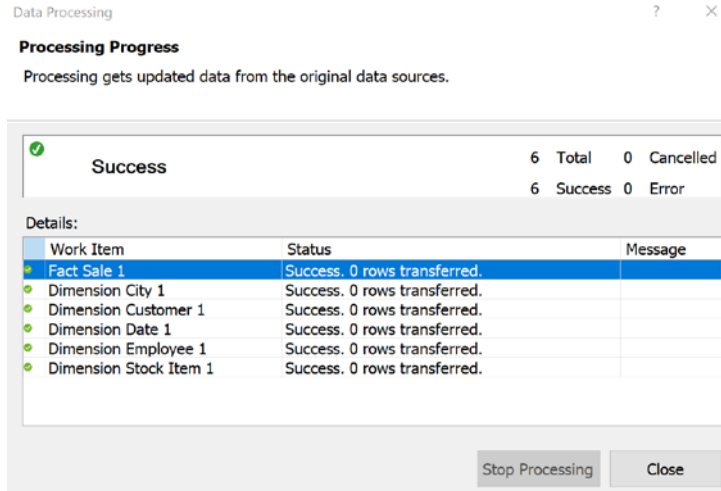 Data Processing ? ×
Processing Progress
Processing gets updated data from the original data sources.
Success
6 Total 0 Cancelled
6 Success 0 Error
Details:
Work Item Status Message
Fact Sale 1 Success. 0 rows transferred.
Dimension City 1 Success. 0 rows transferred.
Dimension Customer 1 Success. 0 rows transferred.
Dimension Date 1 Success. 0 rows transferred.
Dimension Employee 1 Success. 0 rows transferred.
Dimension Stock Item 1 Success. 0 rows transferred.
Stop Processing Close